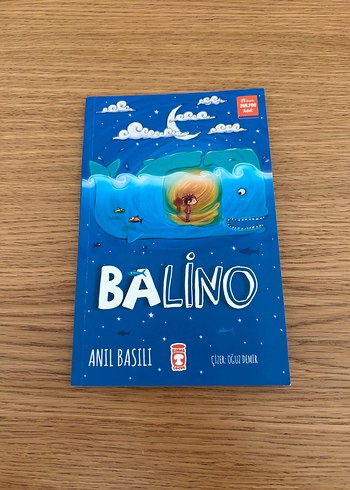 BALİNO
ANIL BASILI
ÇİZER: OĞUZ DEMİR